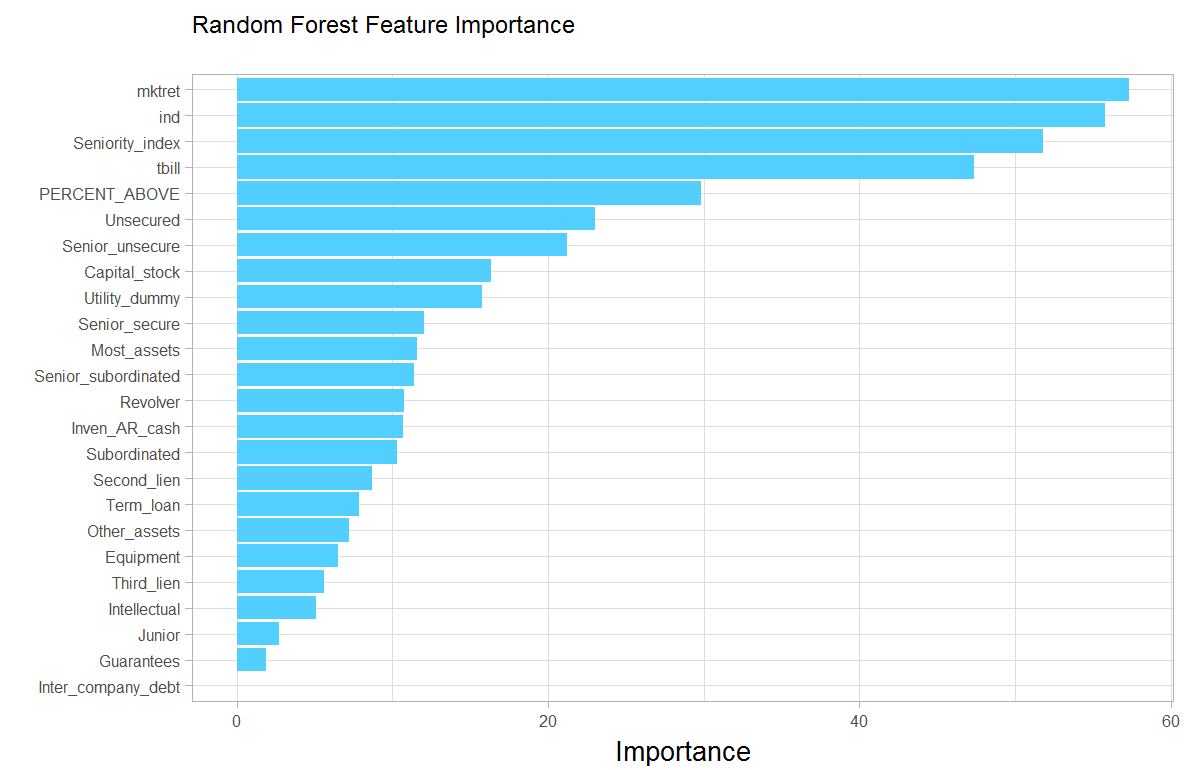 Random Forest Feature Importance
mktret
ind
Seniority_index
tbill
PERCENT_ABOVE
Unsecured
Senior_unsecure
Capital_stock
Utility_dummy
Senior_secure
Most_assets
Senior_subordinated
Revolver
Inven_AR_cash
Subordinated
Second_lien
Term_loan
Other_assets
Equipment
Third_lien
Intellectual
Junior
Guarantees
Inter_company_debt
0 20 40 60
Importance